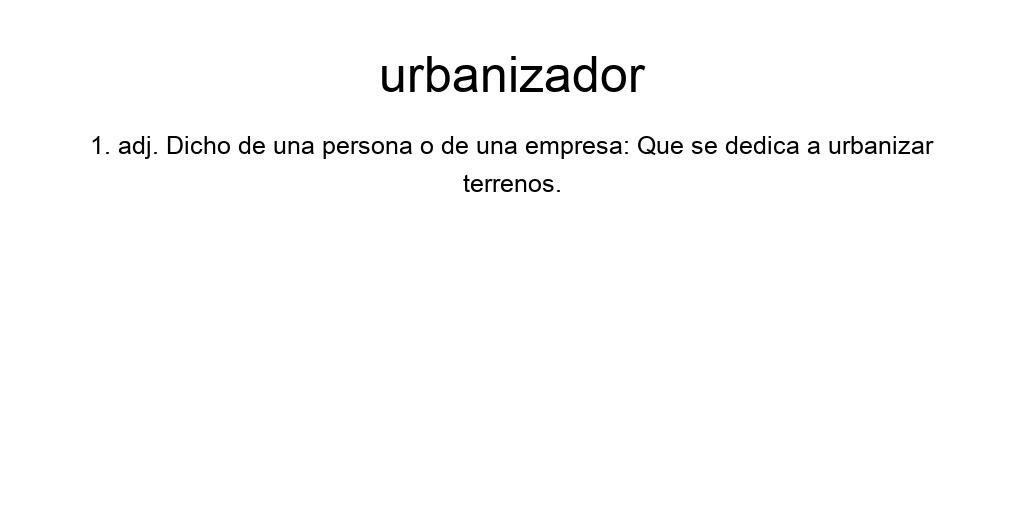 urbanizador
1. adj. Dicho de una persona o de una empresa: Que se dedica a urbanizar
terrenos.